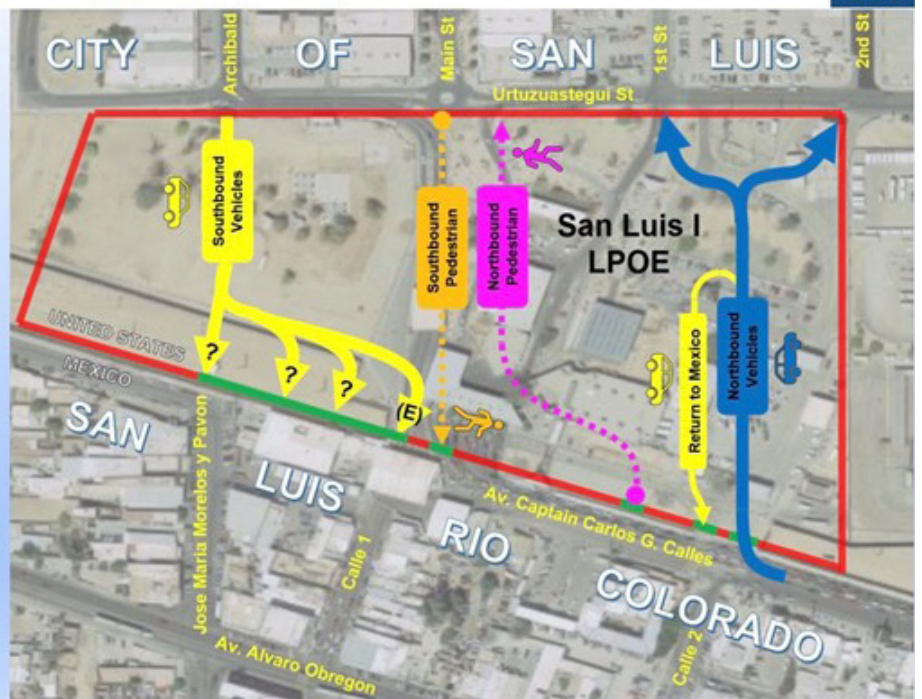 CITY OF SAN LUIS
Archibald
Main St
1st St
2nd St
Urtuzuastegui St
Southbound
Vehicles
Southbound
Pedestrian
Northbound
Pedestrian
San Luis I
LPOE
Return to Mexico
Northbound
Vehicles
UNITED STATES
MEXICO
?
?
?
(E)
SAN LUIS RIO COLORADO
Jose Maria Morelos y Pavon
Calle 1
Av. Captain Carlos G. Calles
Calle 2
Av. Alvaro Obregon